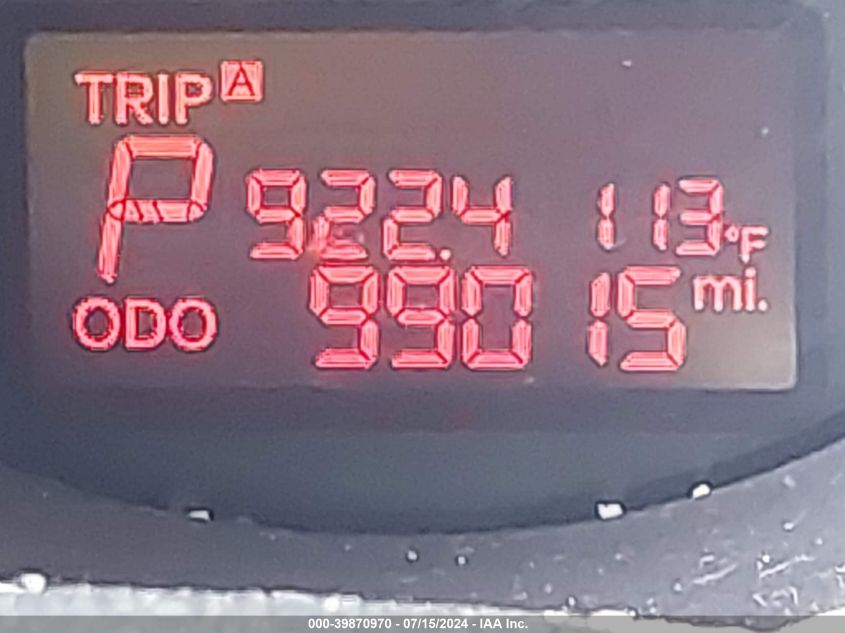 TRIP A
P 922.4 113°F
ODO 99015 mi.
000-39870970 - 07/15/2024 - IAA Inc.